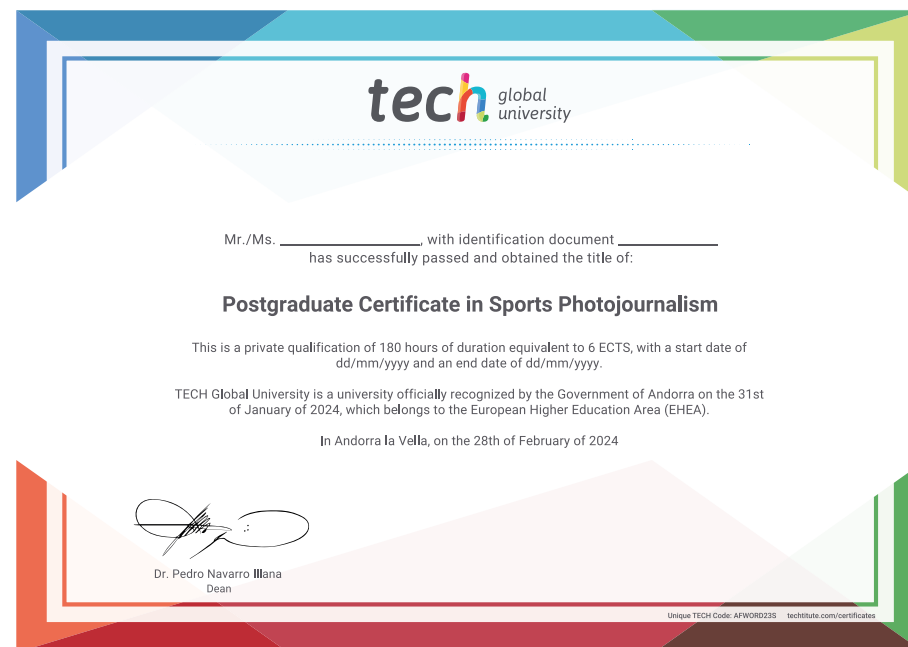 tech global university
Mr./Ms. ____________, with identification document ____________
has successfully passed and obtained the title of:
Postgraduate Certificate in Sports Photojournalism
This is a private qualification of 180 hours of duration equivalent to 6 ECTS, with a start date of
dd/mm/yyyy and an end date of dd/mm/yyyy.
TECH Global University is a university officially recognized by the Government of Andorra on the 31st
of January of 2024, which belongs to the European Higher Education Area (EHEA).
In Andorra la Vella, on the 28th of February of 2024
Dr. Pedro Navarro Illana
Dean
Unique TECH Code: AFWORD23S techtitute.com/certificates